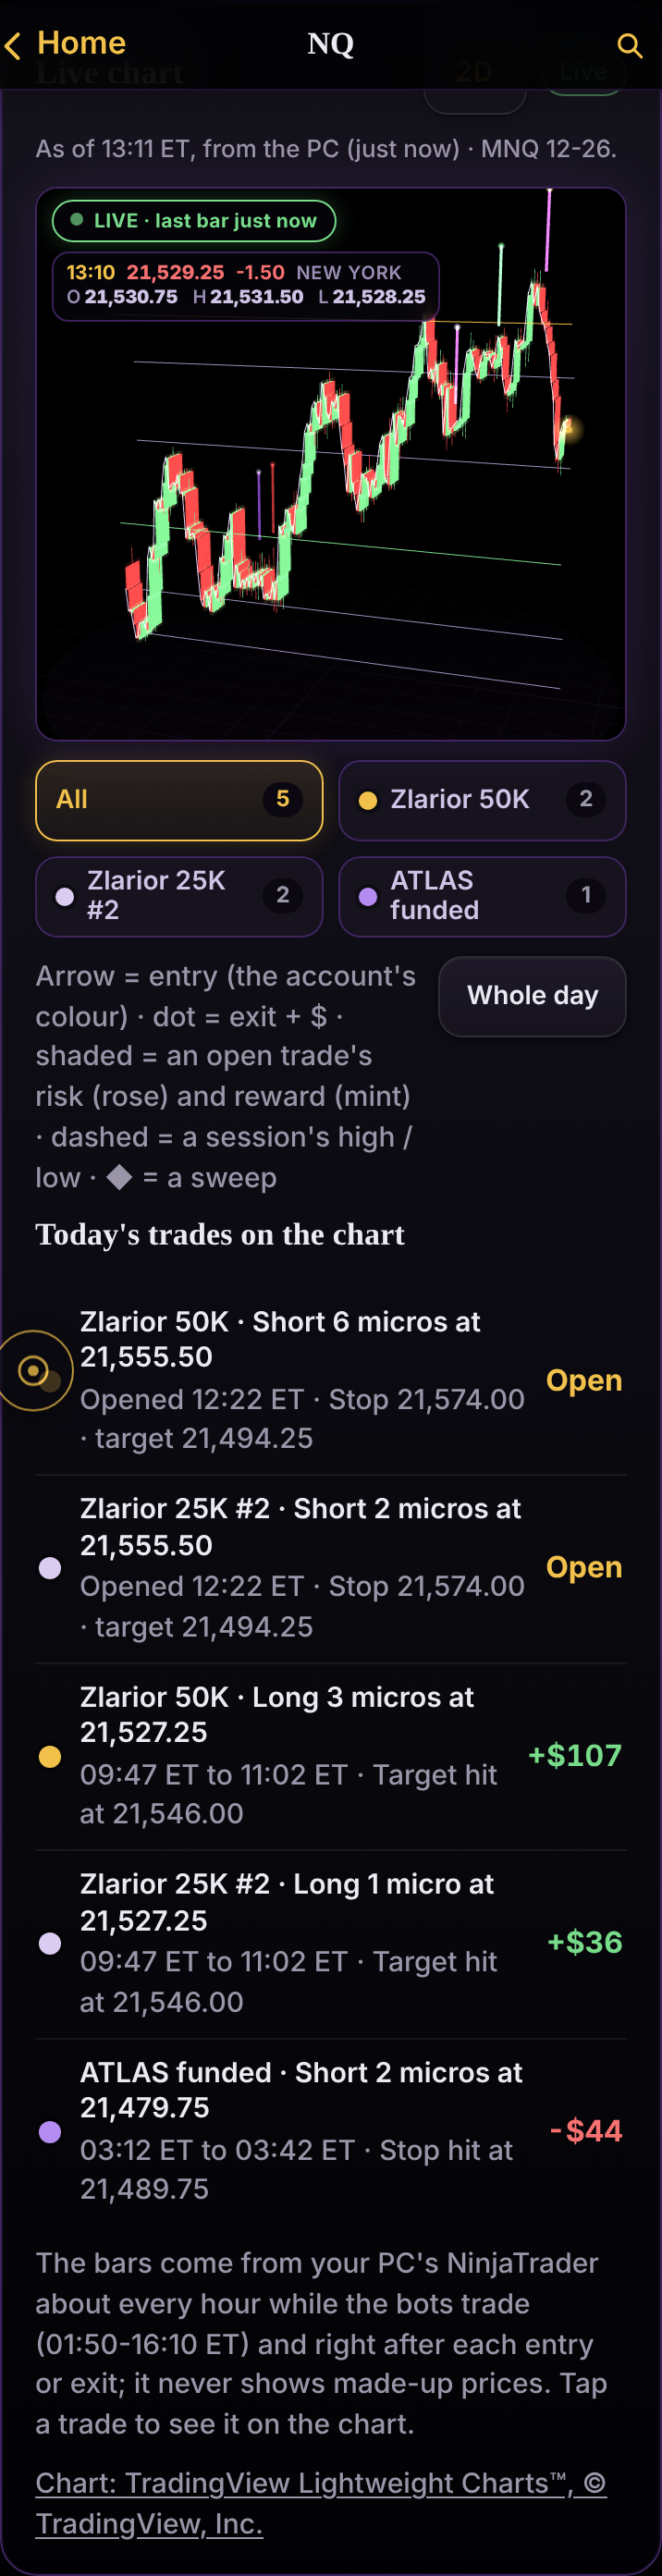 Home
NQ
Live chart
2D
Live
As of 13:11 ET, from the PC (just now) · MNQ 12-26.
LIVE · last bar just now
13:10 21,529.25 -1.50 NEW YORK
O 21,530.75 H 21,531.50 L 21,528.25
All 5
Zlarior 50K 2
Zlarior 25K
#2
2
ATLAS
funded
1
Arrow = entry (the account's
colour) · dot = exit + $ ·
shaded = an open trade's
risk (rose) and reward (mint)
· dashed = a session's high /
low · ◆ = a sweep
Whole day
Today's trades on the chart
Zlarior 50K · Short 6 micros at
21,555.50
Opened 12:22 ET · Stop 21,574.00
· target 21,494.25
Open
Zlarior 25K #2 · Short 2 micros at
21,555.50
Opened 12:22 ET · Stop 21,574.00
· target 21,494.25
Open
Zlarior 50K · Long 3 micros at
21,527.25
09:47 ET to 11:02 ET · Target hit
at 21,546.00
+$107
Zlarior 25K #2 · Long 1 micro at
21,527.25
09:47 ET to 11:02 ET · Target hit
at 21,546.00
+$36
ATLAS funded · Short 2 micros at
21,479.75
03:12 ET to 03:42 ET · Stop hit at
21,489.75
-$44
The bars come from your PC's NinjaTrader
about every hour while the bots trade
(01:50-16:10 ET) and right after each entry
or exit; it never shows made-up prices. Tap
a trade to see it on the chart.
Chart: TradingView Lightweight Charts™, ©
TradingView, Inc.